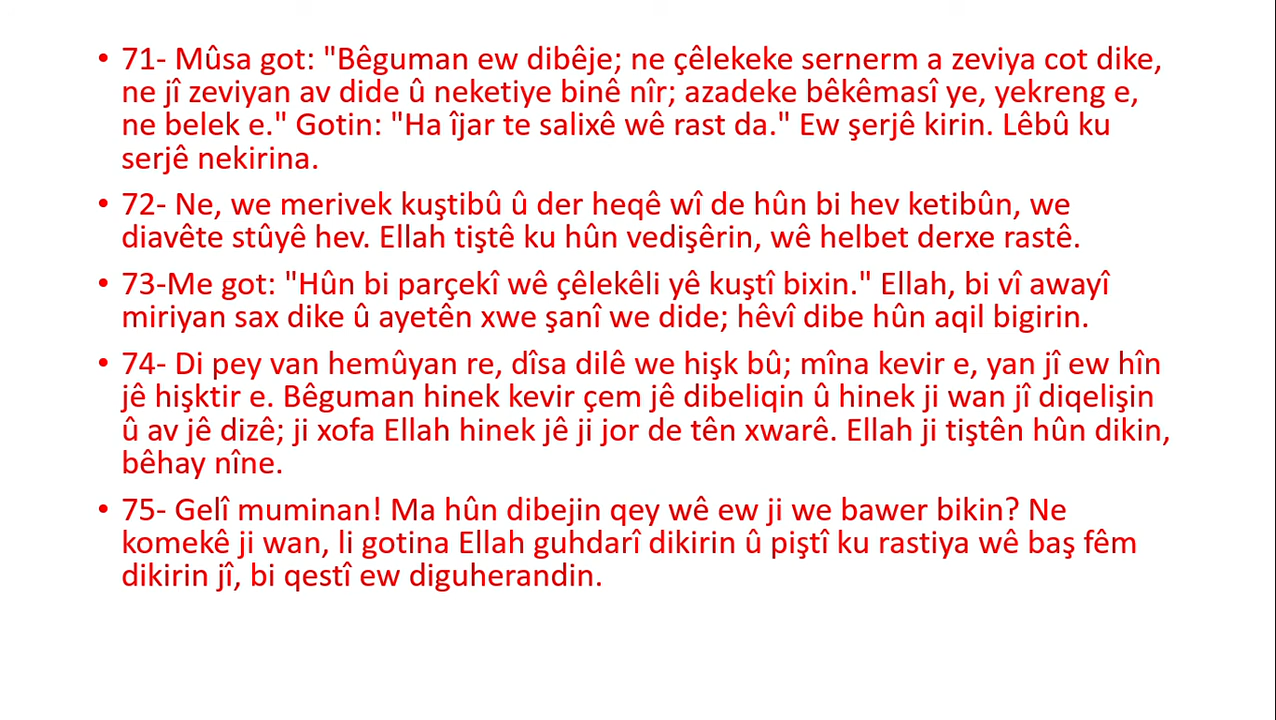 • 71- Mûsa got: "Bêguman ew dibêje; ne çêlekeke sernerm a zeviya cot dike,
ne jî zeviyan av dide û neketiye binê nîr; azadeke bêkêmasî ye, yekreng e,
ne belek e." Gotin: "Ha îjar te salixê wê rast da." Ew şerjê kirin. Lêbû ku
serjê nekirina.
• 72- Ne, we merivek kuştibû û der heqê wî de hûn bi hev ketibûn, we
diavête stûyê hev. Ellah tiştê ku hûn vedişêrin, wê helbet derxe rastê.
• 73-Me got: "Hûn bi parçekî wê çêlekêli yê kuştî bixin." Ellah, bi vî awayî
miriyan sax dike û ayetên xwe şanî we dide; hêvî dibe hûn aqil bigirin.
• 74- Di pey van hemûyan re, dîsa dilê we hişk bû; mîna kevir e, yan jî ew hîn
jê hişktir e. Bêguman hinek kevir çem jê dibeliqin û hinek ji wan jî diqelişin
û av jê dizê; ji xofa Ellah hinek jê ji jor de tên xwarê. Ellah ji tiştên hûn dikin,
bêhay nîne.
• 75- Gelî muminan! Ma hûn dibejin qey wê ew ji we bawer bikin? Ne
komekê ji wan, li gotina Ellah guhdarî dikirin û piştî ku rastiya wê baş fêm
dikirin jî, bi qestî ew diguherandin.